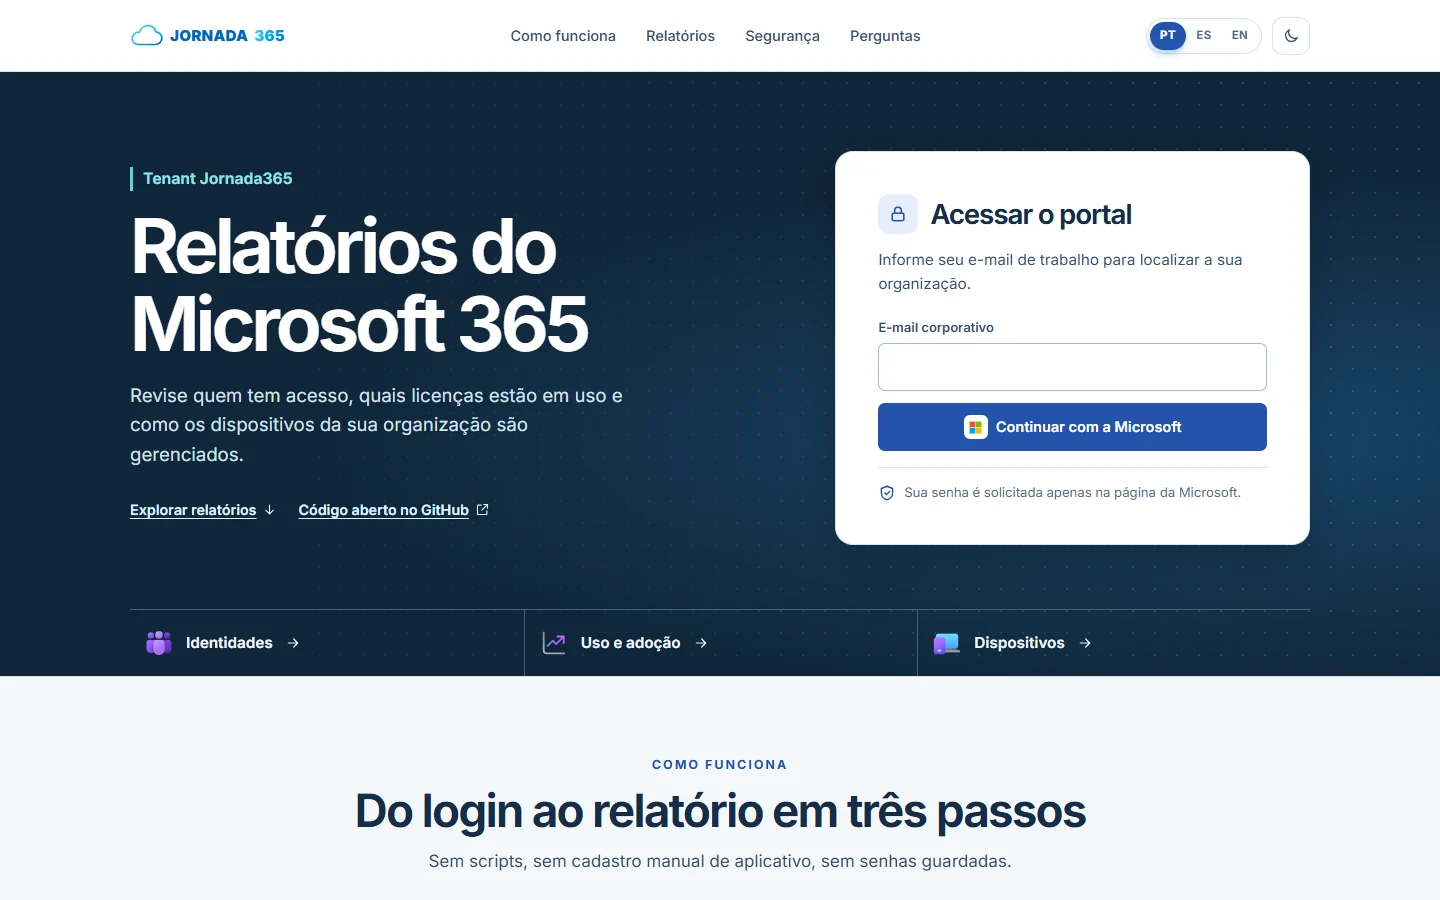 JORNADA 365
Como funciona
Relatórios
Segurança
Perguntas
PT
ES
EN
Tenant Jornada365
Relatórios do
Microsoft 365
Revise quem tem acesso, quais licenças estão em uso e
como os dispositivos da sua organização são
gerenciados.
Explorar relatórios
Código aberto no GitHub
Acessar o portal
Informe seu e-mail de trabalho para localizar a sua
organização.
E-mail corporativo
Continuar com a Microsoft
Sua senha é solicitada apenas na página da Microsoft.
Identidades
Uso e adoção
Dispositivos
COMO FUNCIONA
Do login ao relatório em três passos
Sem scripts, sem cadastro manual de aplicativo, sem senhas guardadas.